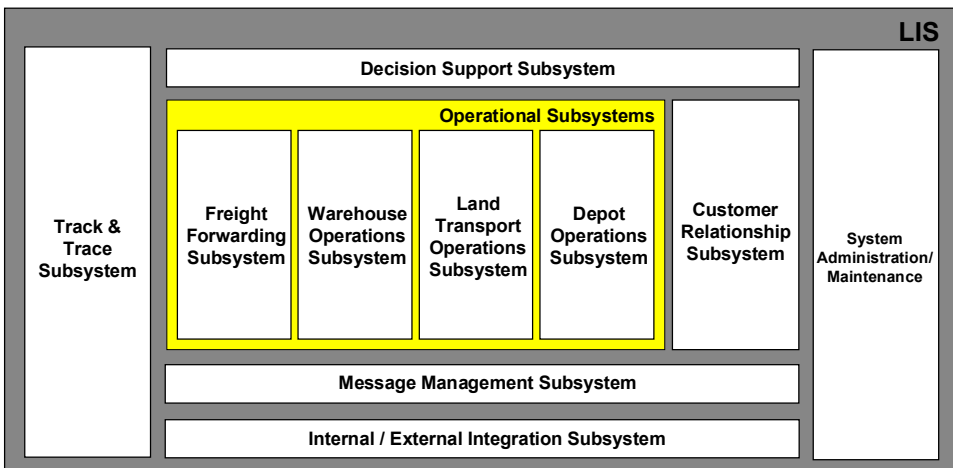 LIS
Decision Support Subsystem
Operational Subsystems
Track &
Trace
Subsystem
Freight
Forwarding
Subsystem
Warehouse
Operations
Subsystem
Land
Transport
Operations
Subsystem
Depot
Operations
Subsystem
Customer
Relationship
Subsystem
System
Administration/
Maintenance
Message Management Subsystem
Internal / External Integration Subsystem